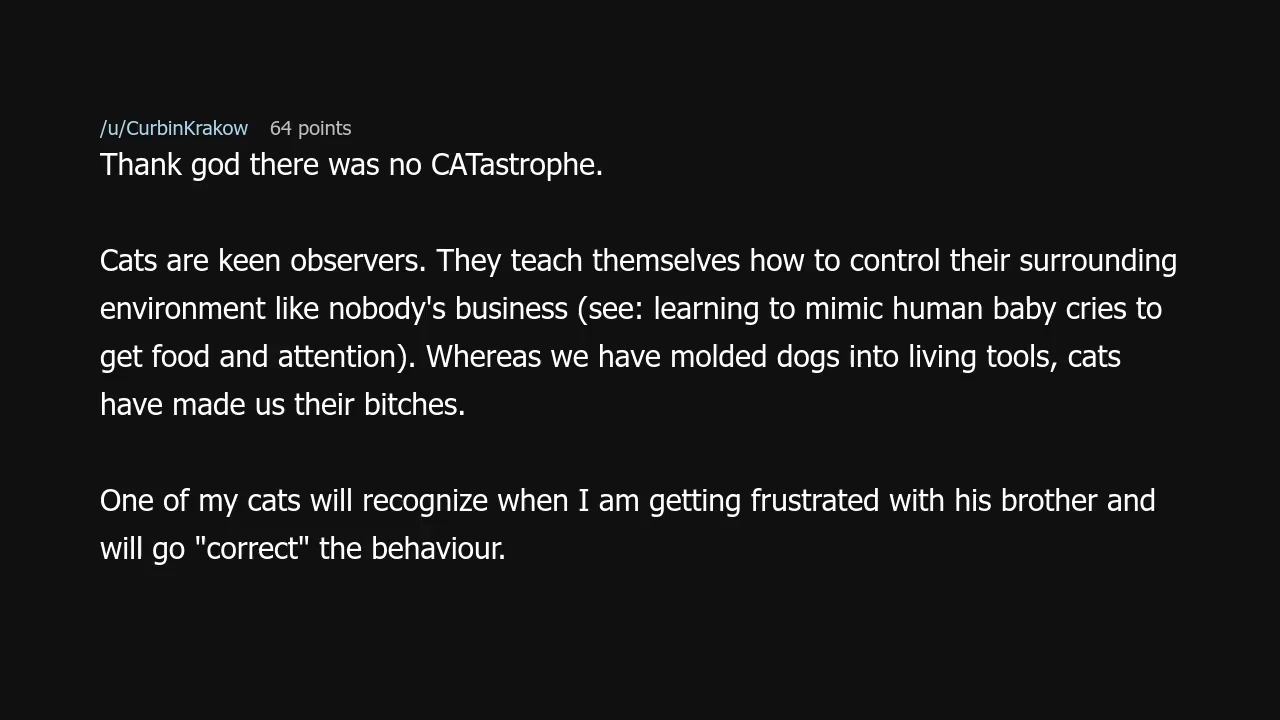 /u/CurbinKrakow 64 points
Thank god there was no CATastrophe.
Cats are keen observers. They teach themselves how to control their surrounding
environment like nobody's business (see: learning to mimic human baby cries to
get food and attention). Whereas we have molded dogs into living tools, cats
have made us their bitches.
One of my cats will recognize when I am getting frustrated with his brother and
will go "correct" the behaviour.